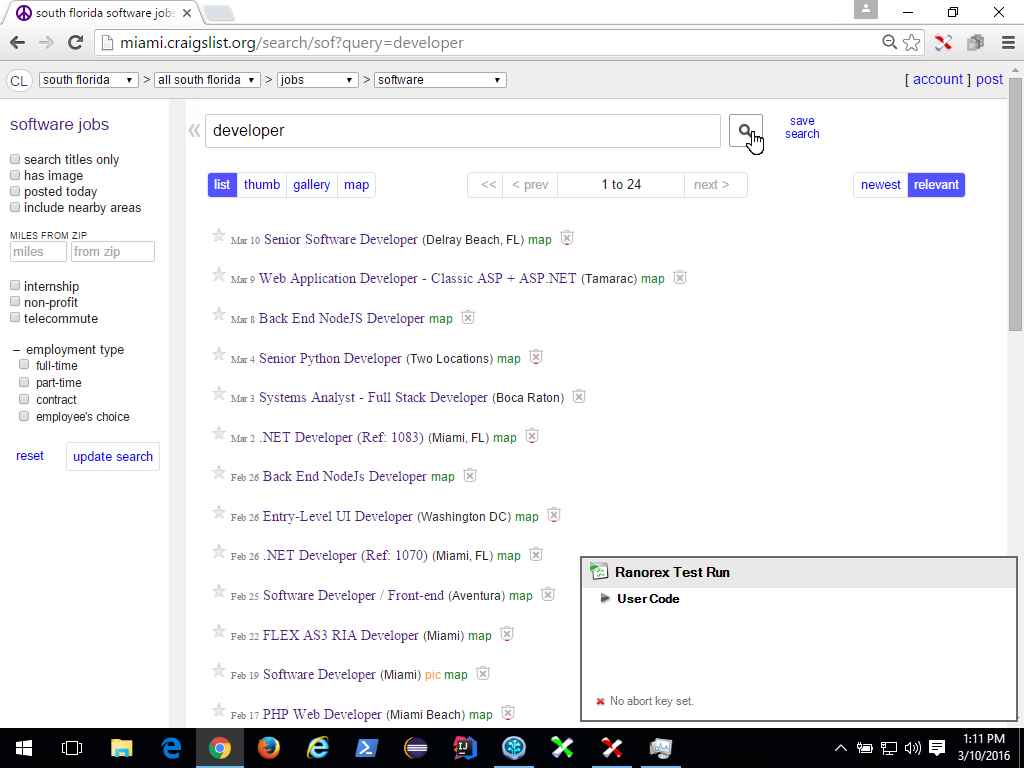 south florida software jobs
miami.craigslist.org/search/sof?query=developer
CL south florida > all south florida > jobs > software [ account ] post
software jobs
search titles only
has image
posted today
include nearby areas
MILES FROM ZIP
miles from zip
internship
non-profit
telecommute
– employment type
full-time
part-time
contract
employee's choice
reset update search
« developer save search
list thumb gallery map << < prev 1 to 24 next > newest relevant
Mar 10 Senior Software Developer (Delray Beach, FL) map
Mar 9 Web Application Developer - Classic ASP + ASP.NET (Tamarac) map
Mar 8 Back End NodeJS Developer map
Mar 4 Senior Python Developer (Two Locations) map
Mar 3 Systems Analyst - Full Stack Developer (Boca Raton)
Mar 2 .NET Developer (Ref: 1083) (Miami, FL) map
Feb 26 Back End NodeJs Developer map
Feb 26 Entry-Level UI Developer (Washington DC) map
Feb 26 .NET Developer (Ref: 1070) (Miami, FL) map
Feb 25 Software Developer / Front-end (Aventura) map
Feb 22 FLEX AS3 RIA Developer (Miami) map
Feb 19 Software Developer (Miami) pic map
Feb 17 PHP Web Developer (Miami Beach) map
Ranorex Test Run
User Code
No abort key set.
1:11 PM
3/10/2016